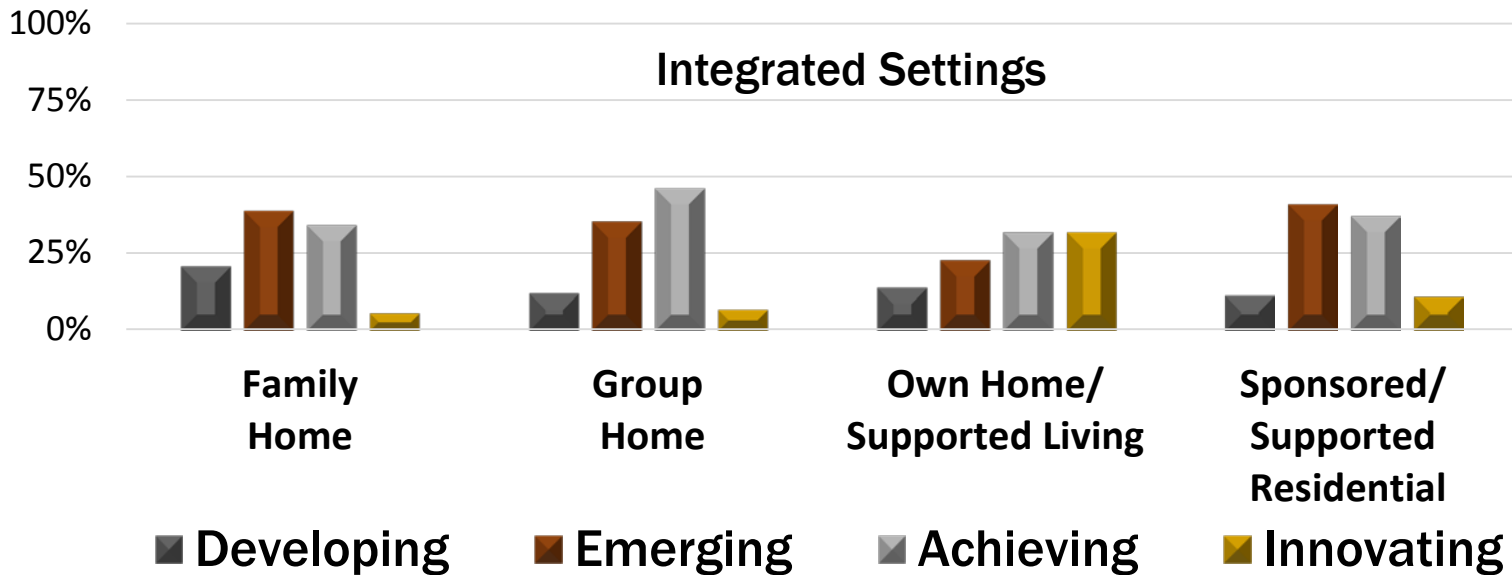 Integrated Settings
100%
75%
50%
25%
0%
Family
Home
Group
Home
Own Home/
Supported Living
Sponsored/
Supported
Residential
Developing Emerging Achieving Innovating